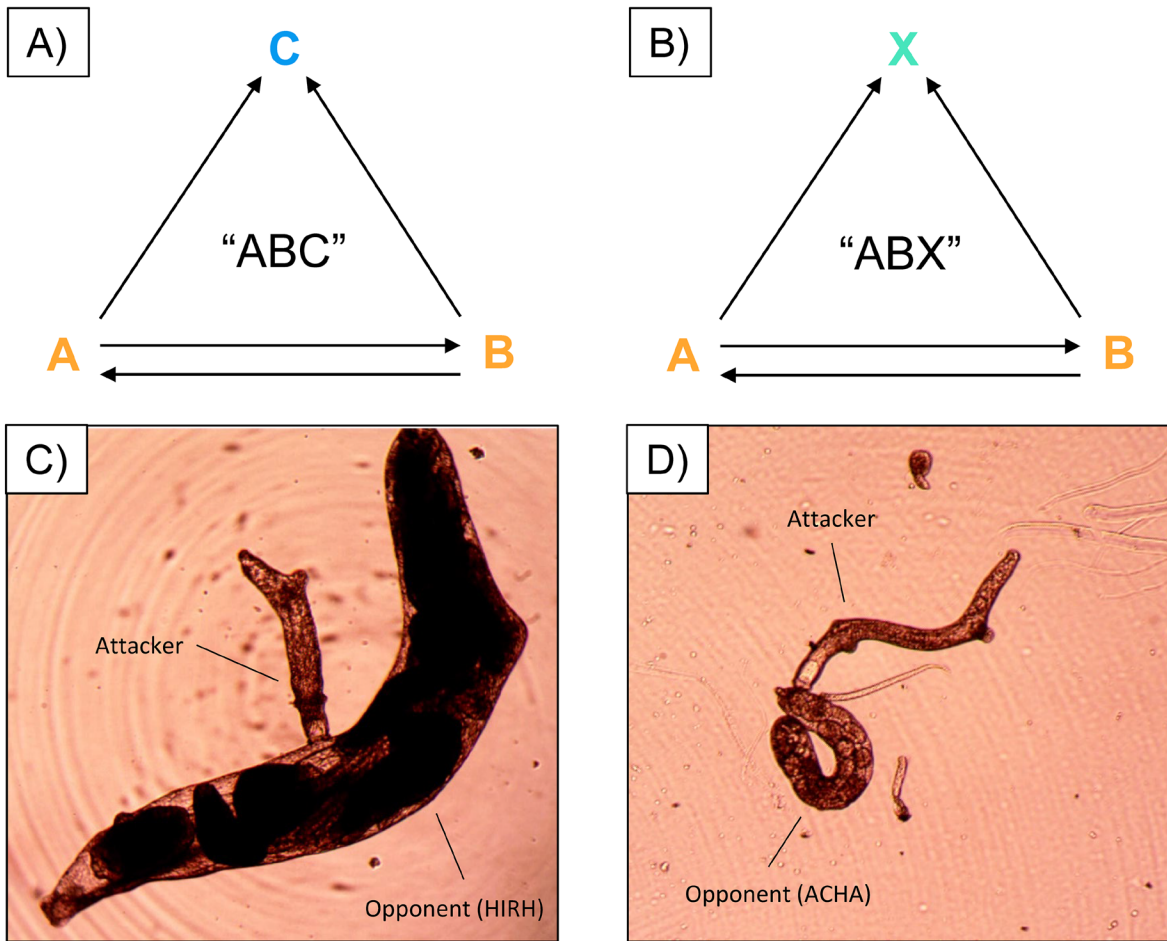 A)
C
“ABC”
A
B
B)
X
“ABX”
A
B
C)
Attacker
Opponent (HIRH)
D)
Attacker
Opponent (ACHA)